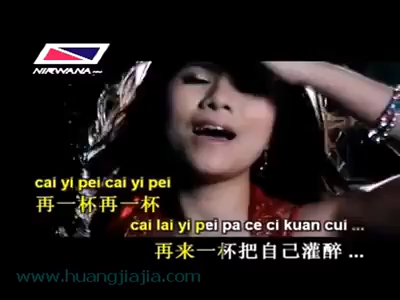 NIRWANA
cai yi pei cai yi pei
再一杯再一杯
cai lai yi pei pa ce ci kuan cui ...
再来一杯把自己灌醉 ...
www.huangjiajia.com